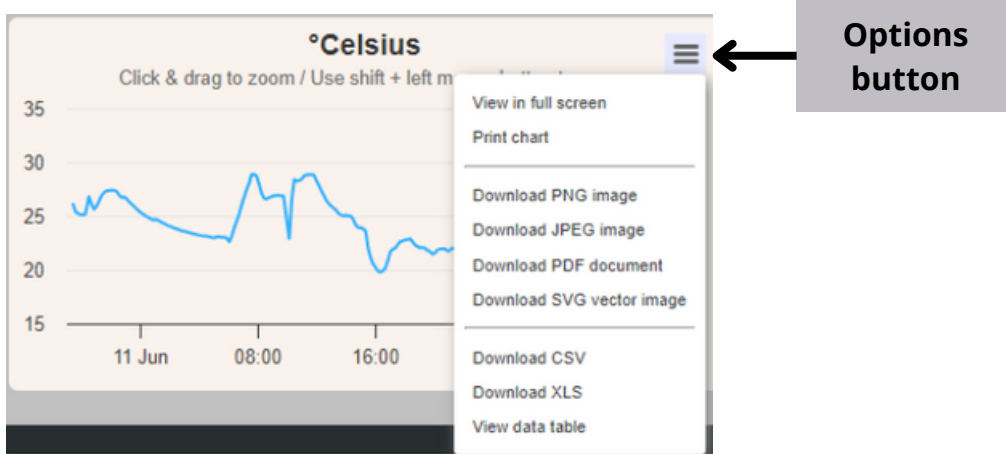 °Celsius
Click & drag to zoom / Use shift + left m
Options
button
35
30
25
20
15
11 Jun
08:00
16:00
View in full screen
Print chart
Download PNG image
Download JPEG image
Download PDF document
Download SVG vector image
Download CSV
Download XLS
View data table